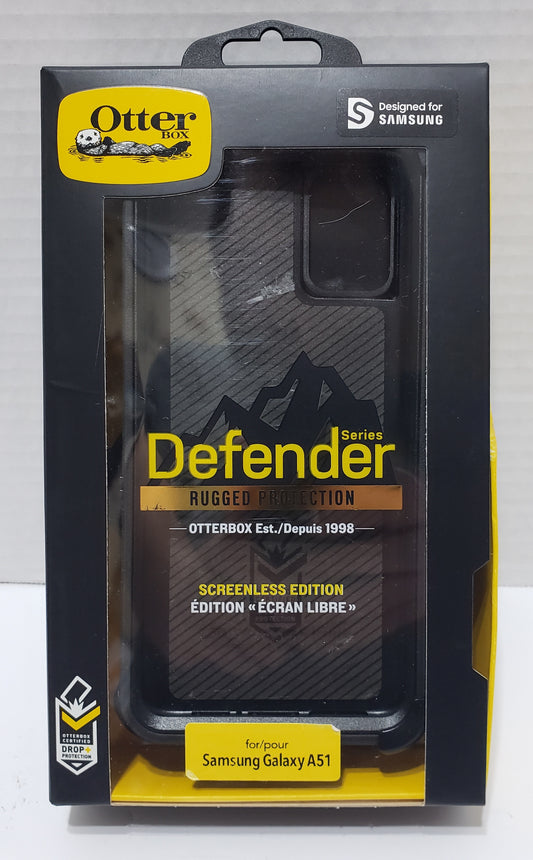 Otter
BOX
Designed for
SAMSUNG
Series
Defender
RUGGED PROTECTION
OTTERBOX Est./Depuis 1998
SCREENLESS EDITION
ÉDITION «ÉCRAN LIBRE»
PROTECTION
OTTERBOX
CERTIFIED
DROP+
PROTECTION
for/pour
Samsung Galaxy A51